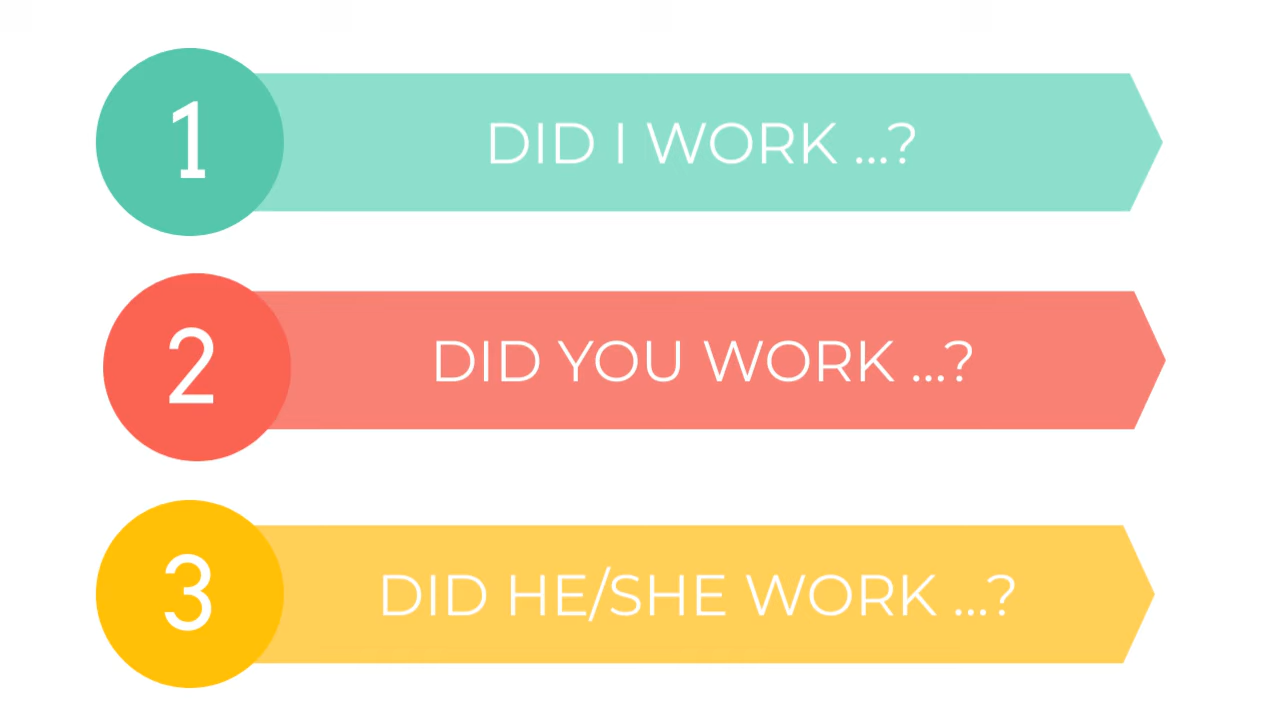 1
DID I WORK ...?
2
DID YOU WORK ...?
3
DID HE/SHE WORK ...?